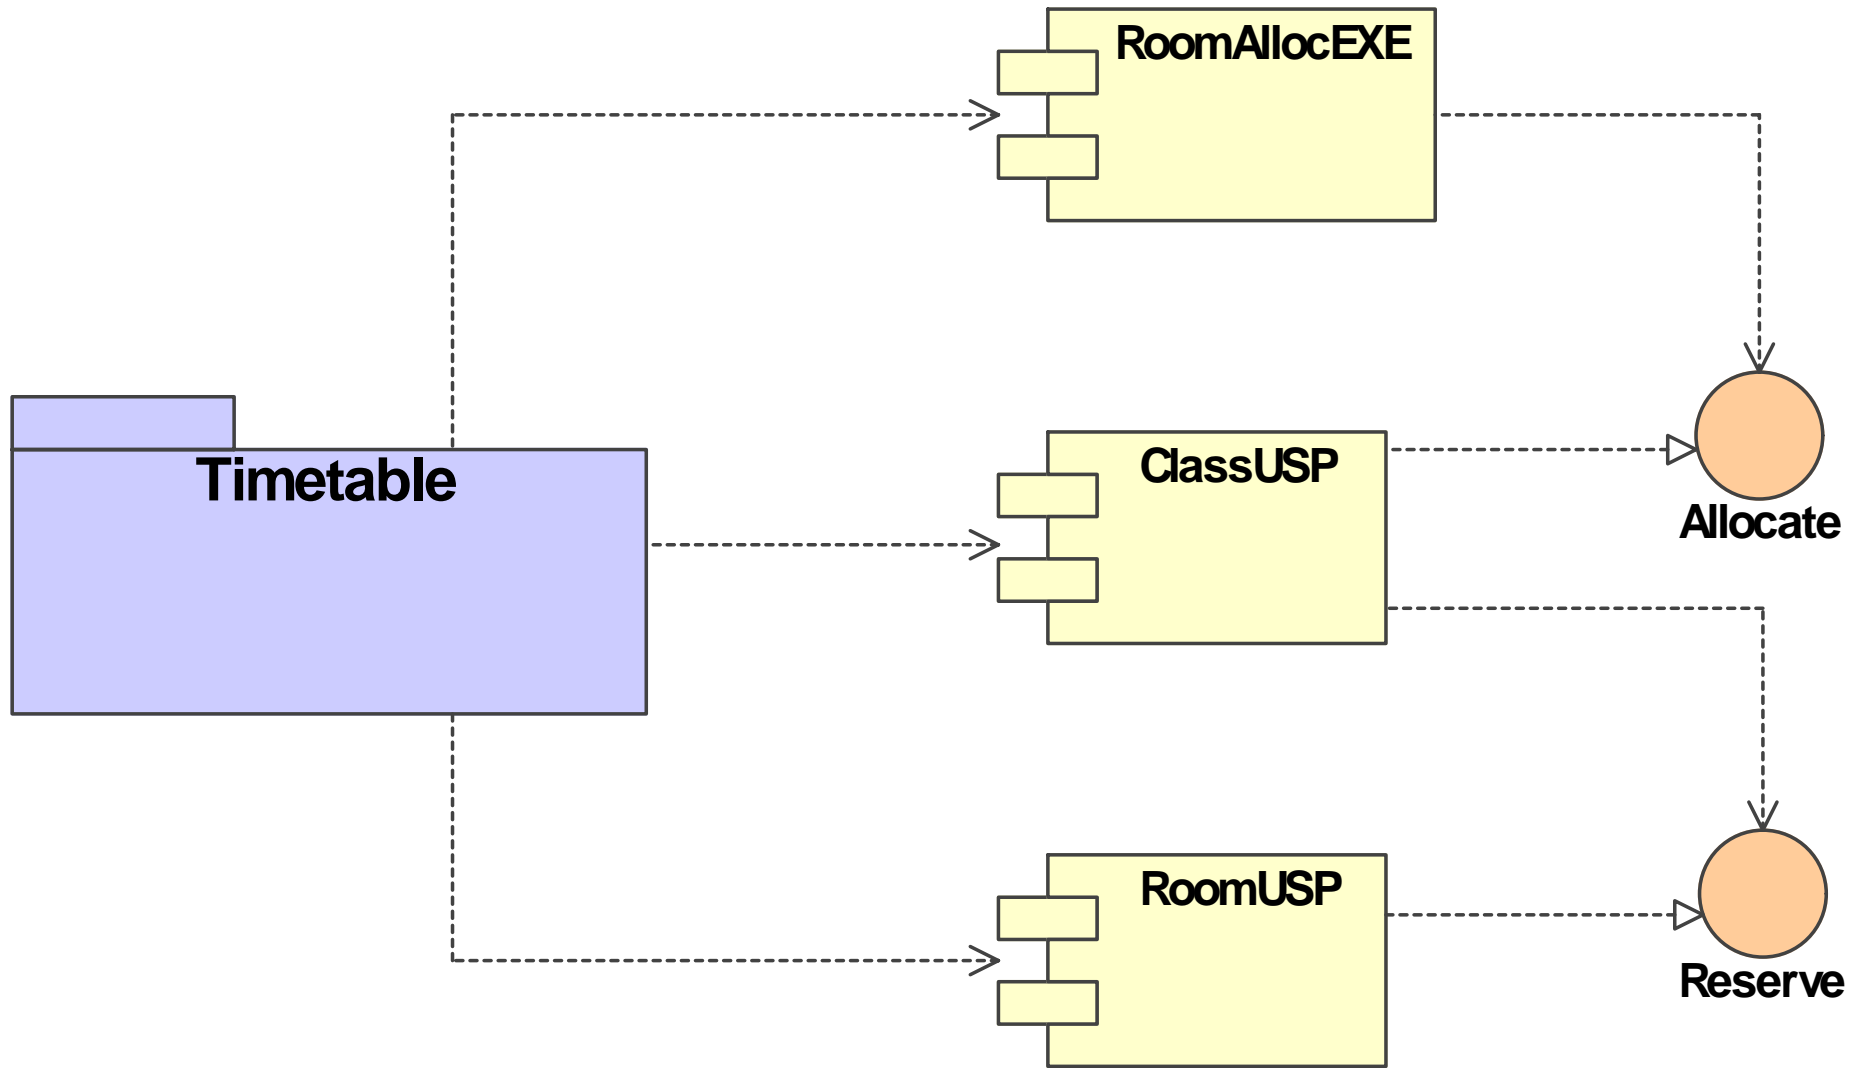 RoomAllocEXE
Timetable
ClassUSP
Allocate
RoomUSP
Reserve